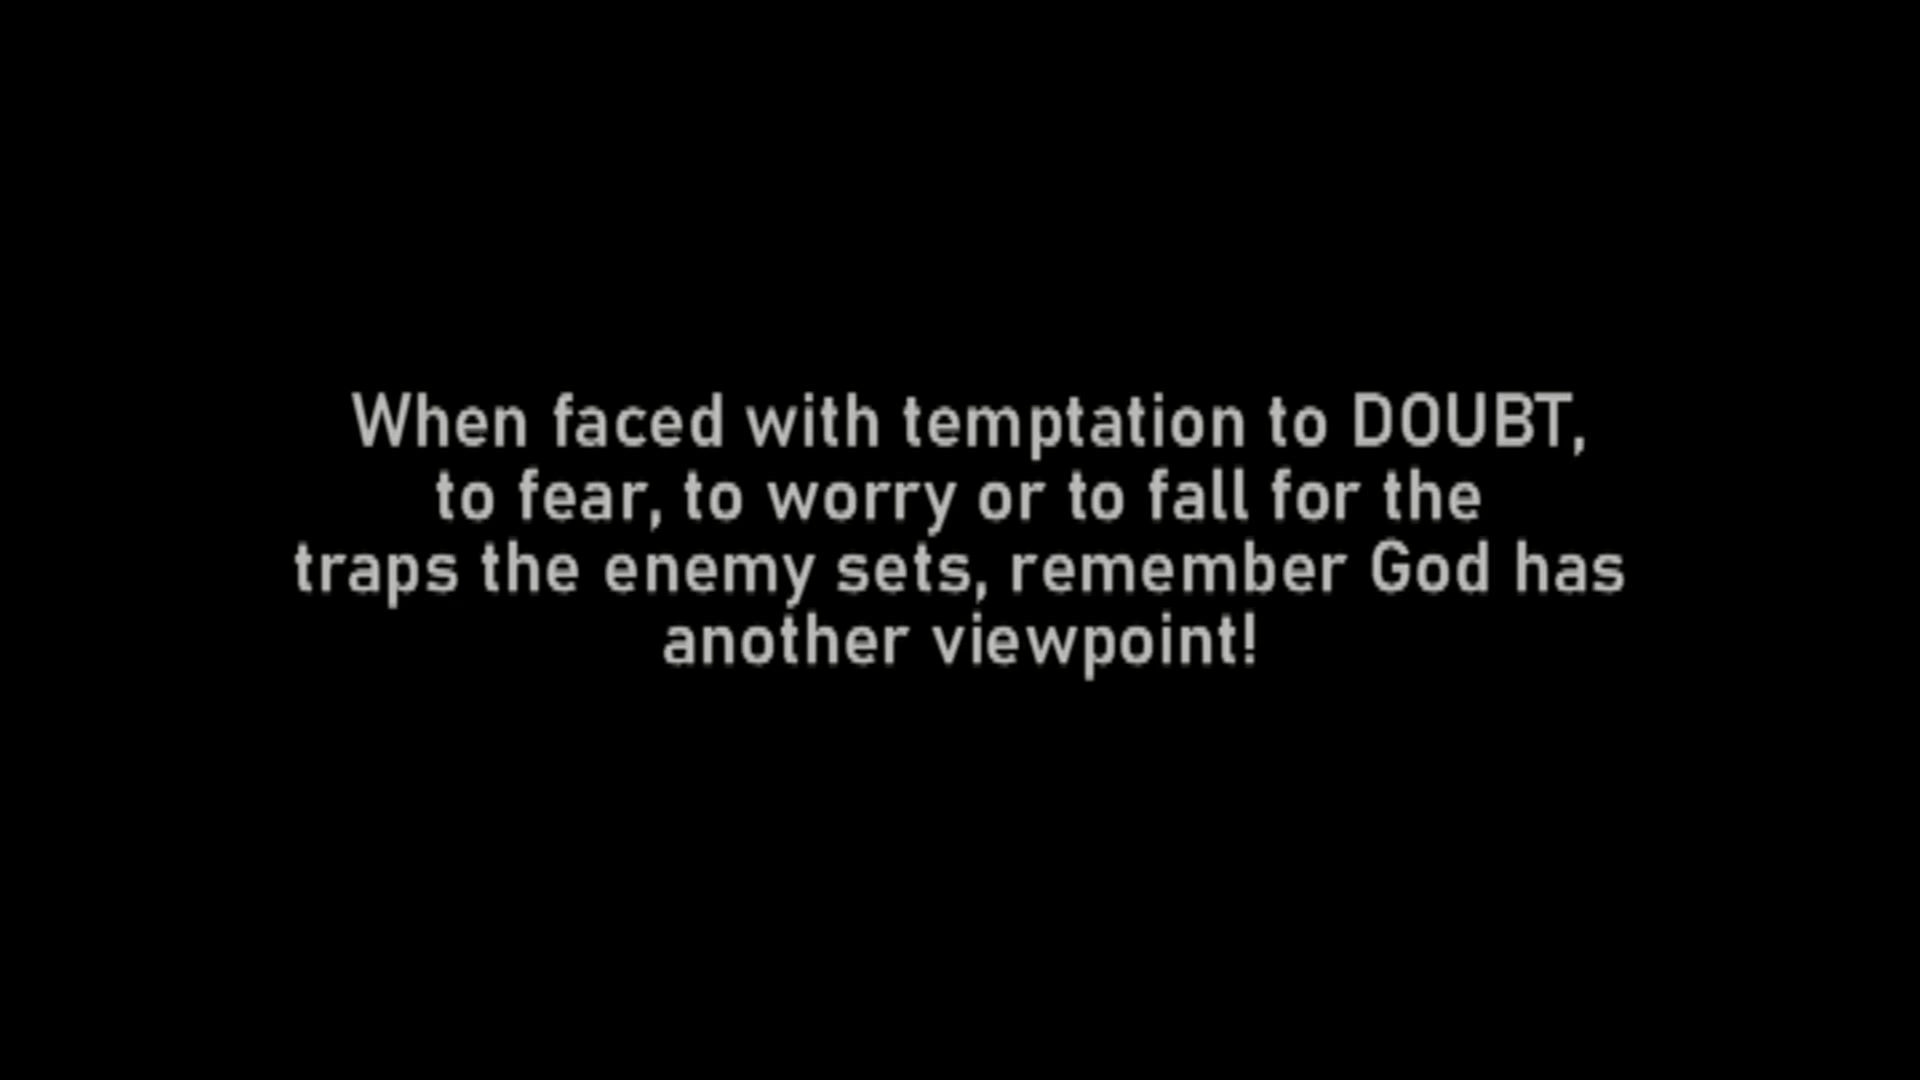 When faced with temptation to DOUBT,
to fear, to worry or to fall for the
traps the enemy sets, remember God has
another viewpoint!